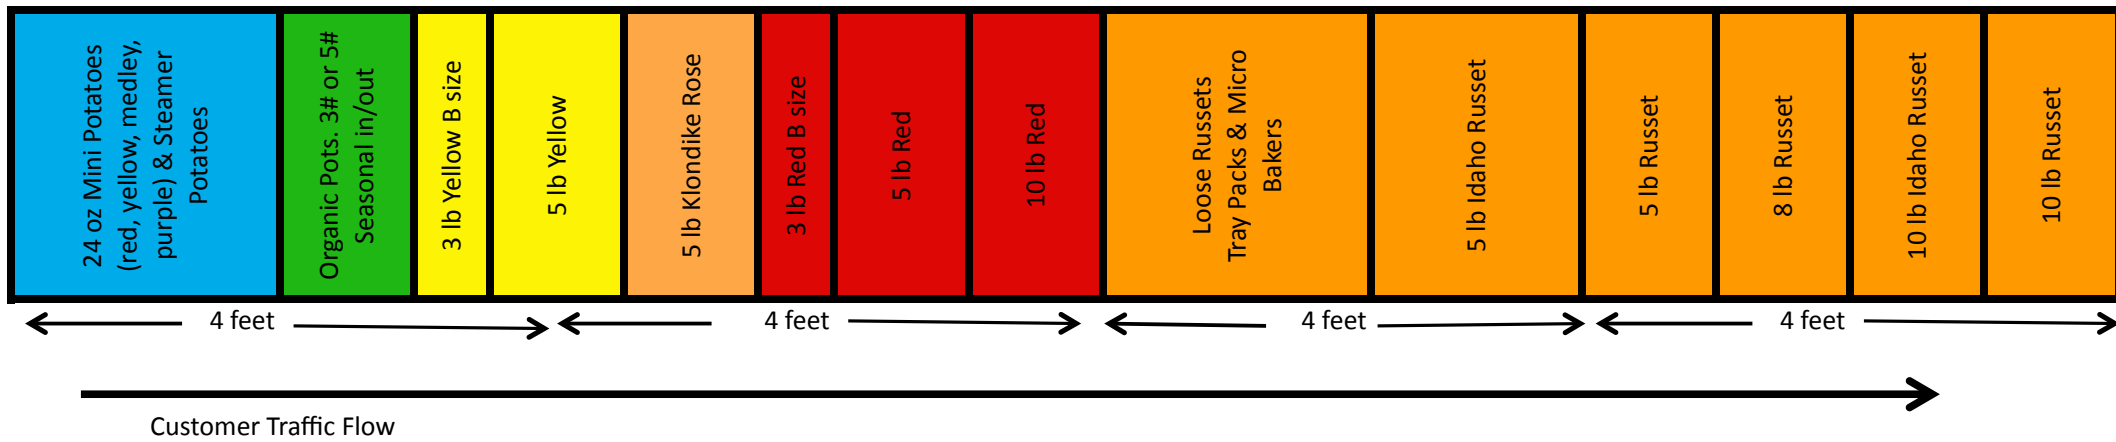 24 oz Mini Potatoes
(red, yellow, medley,
purple) & Steamer
Potatoes
Organic Pots. 3# or 5#
Seasonal in/out
3 lb Yellow B size
5 lb Yellow
5 lb Klondike Rose
3 lb Red B size
5 lb Red
10 lb Red
Loose Russets
Tray Packs & Micro
Bakers
5 lb Idaho Russet
5 lb Russet
8 lb Russet
10 lb Idaho Russet
10 lb Russet
4 feet
4 feet
4 feet
4 feet
Customer Traffic Flow